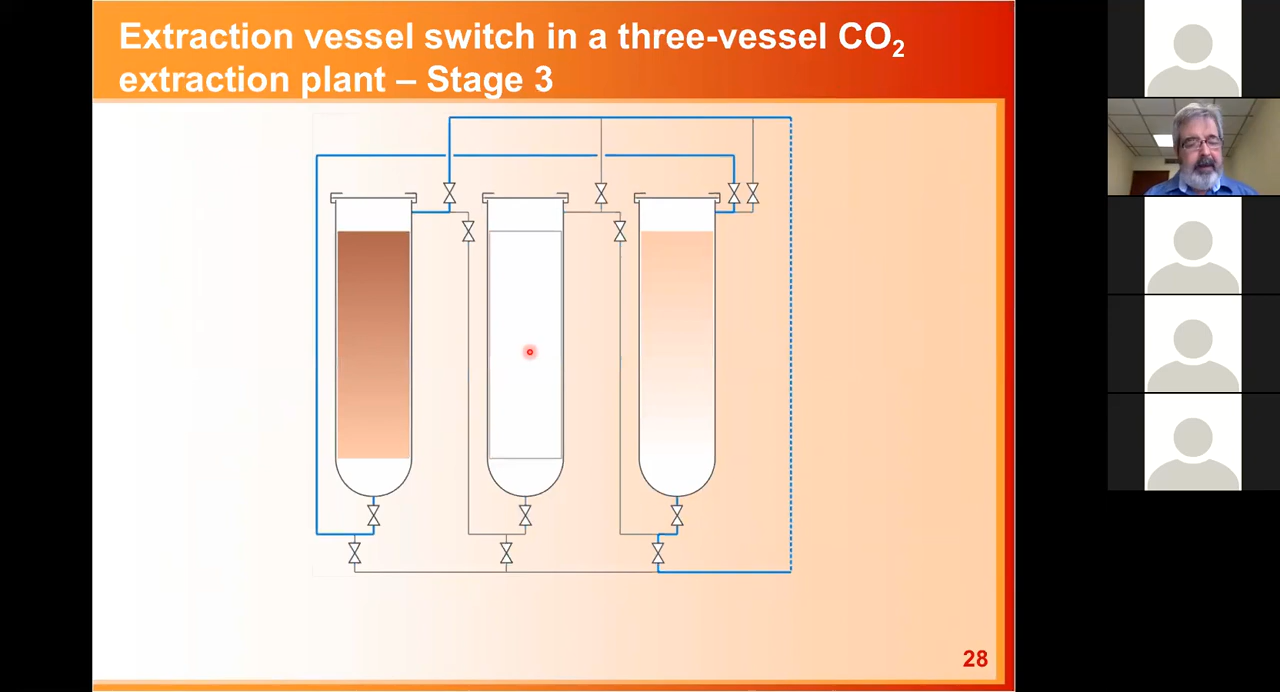 Extraction vessel switch in a three-vessel CO₂
extraction plant – Stage 3
28